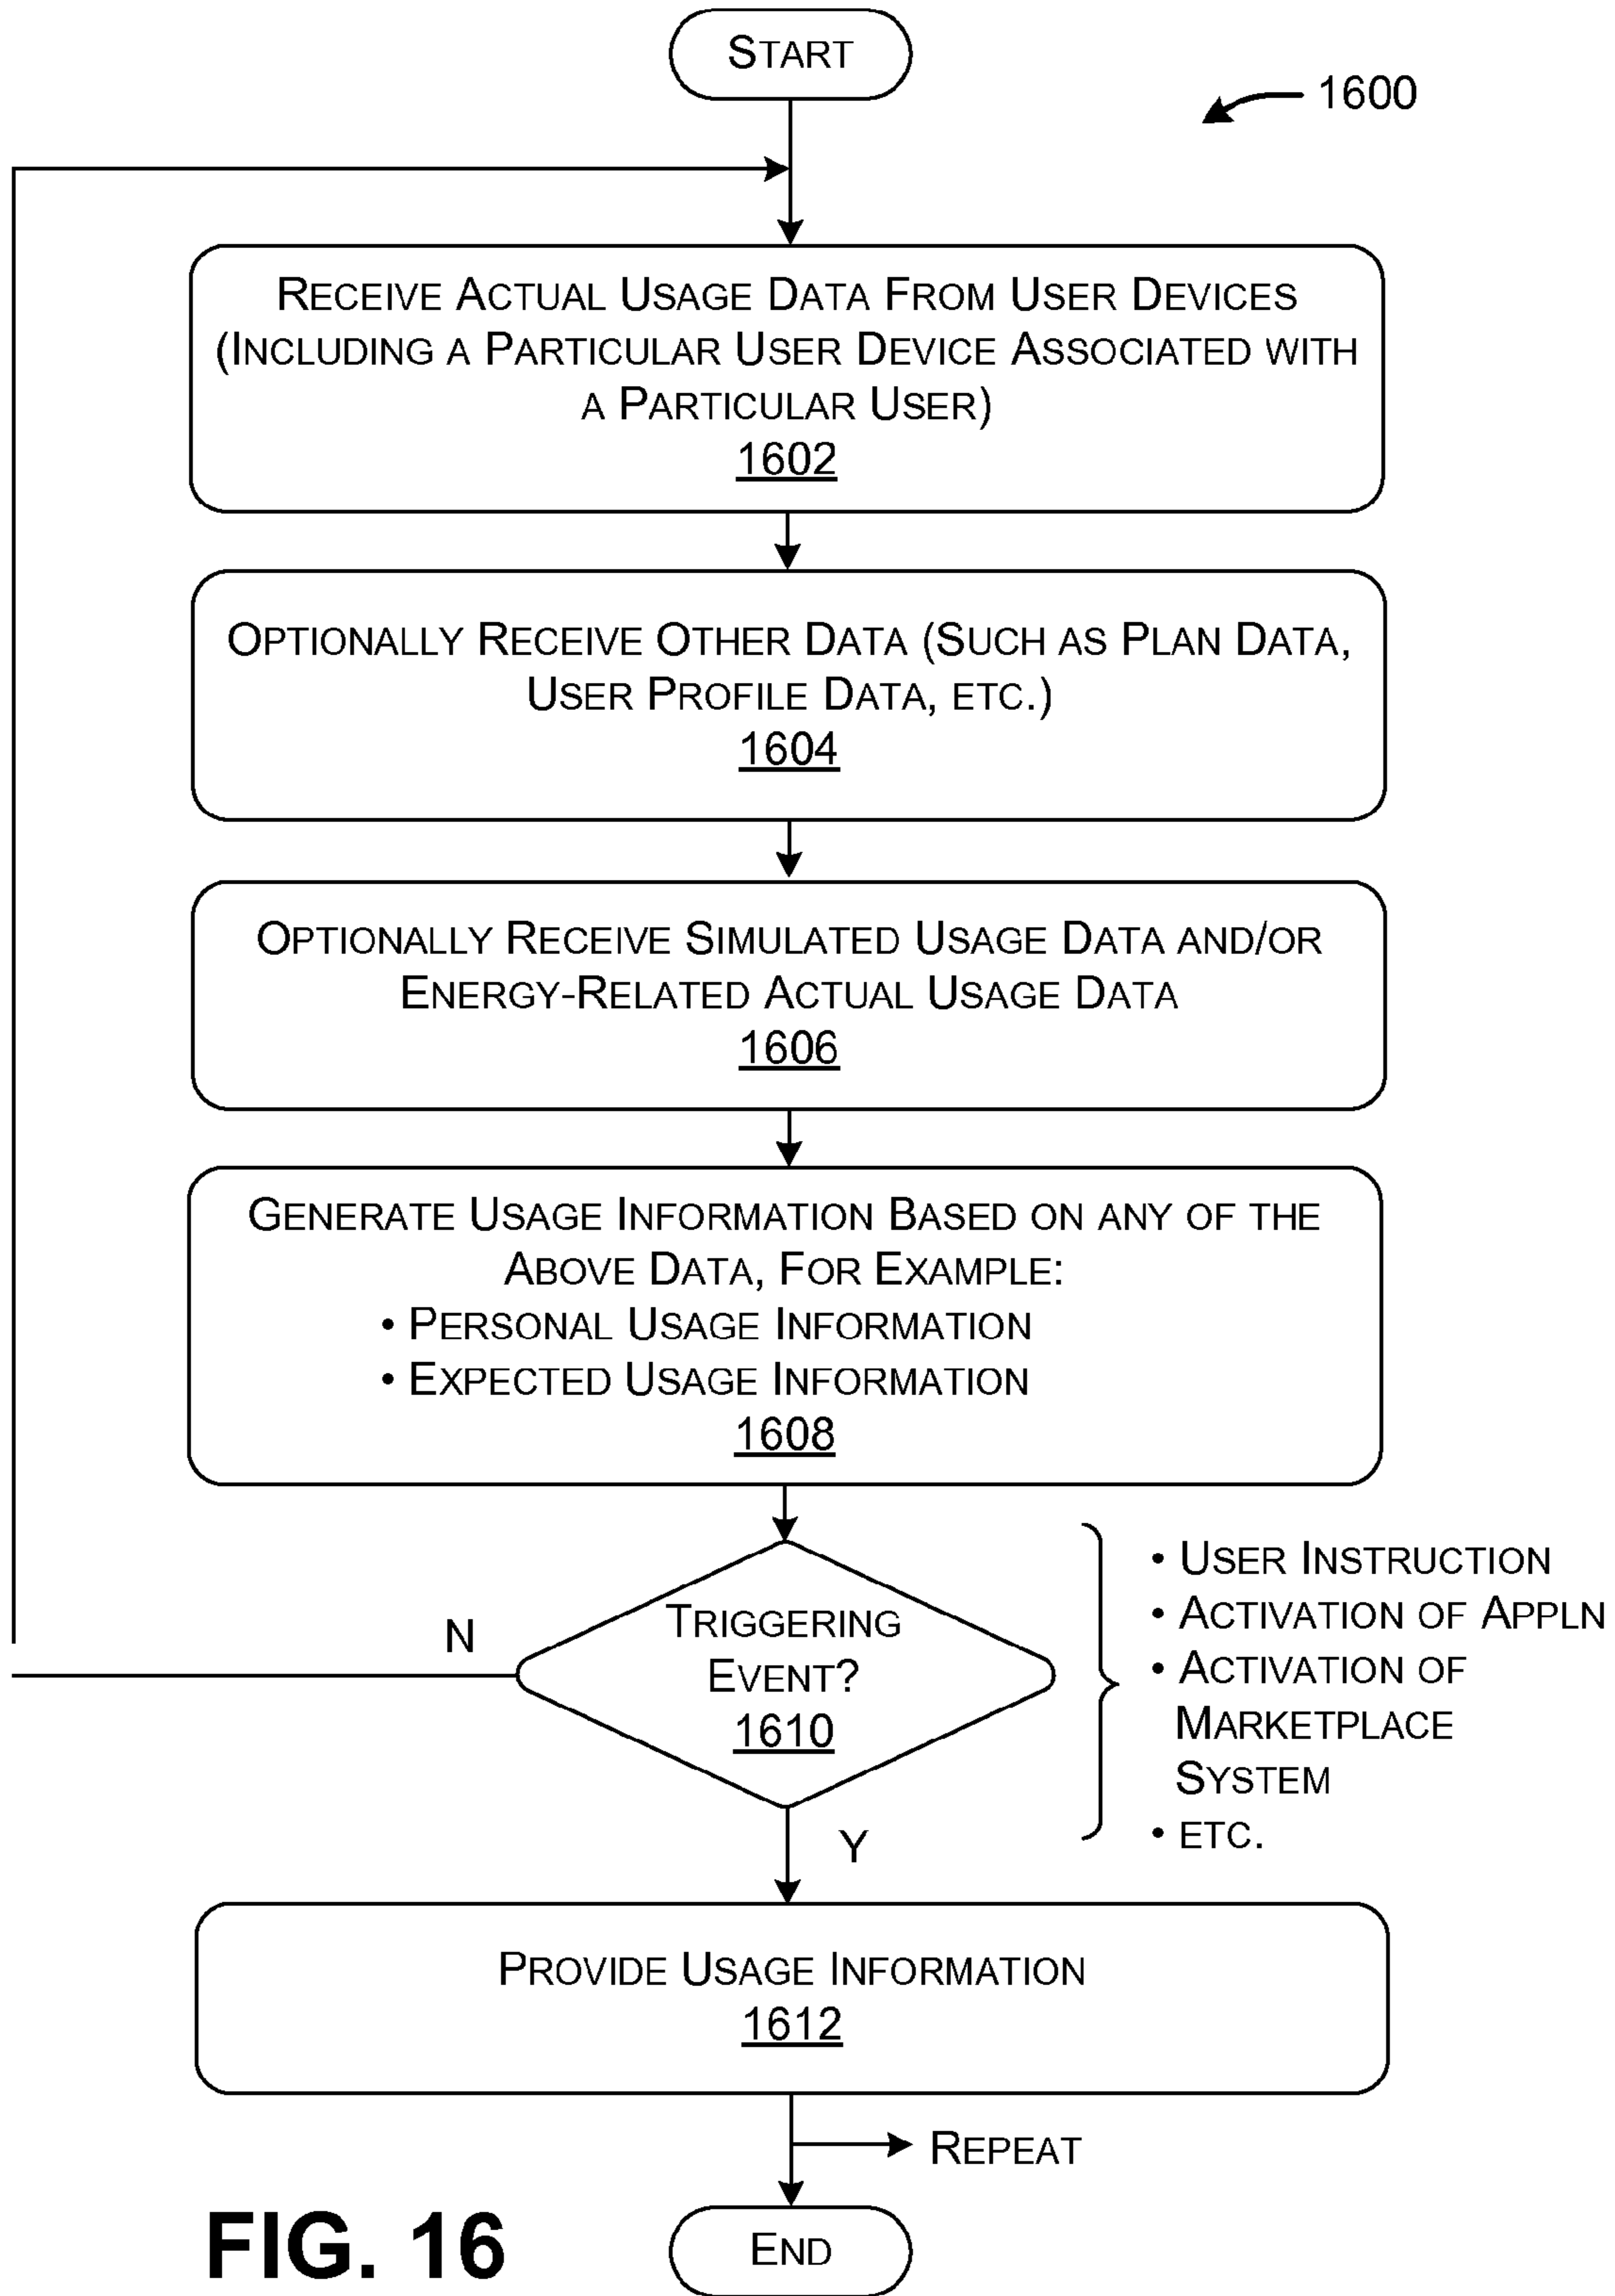 START
1600
RECEIVE ACTUAL USAGE DATA FROM USER DEVICES
(INCLUDING A PARTICULAR USER DEVICE ASSOCIATED WITH
A PARTICULAR USER)
1602
OPTIONALLY RECEIVE OTHER DATA (SUCH AS PLAN DATA,
USER PROFILE DATA, ETC.)
1604
OPTIONALLY RECEIVE SIMULATED USAGE DATA AND/OR
ENERGY-RELATED ACTUAL USAGE DATA
1606
GENERATE USAGE INFORMATION BASED ON ANY OF THE
ABOVE DATA, FOR EXAMPLE:
• PERSONAL USAGE INFORMATION
• EXPECTED USAGE INFORMATION
1608
N
TRIGGERING
EVENT?
1610
Y
• USER INSTRUCTION
• ACTIVATION OF APPLN
• ACTIVATION OF
MARKETPLACE
SYSTEM
• ETC.
PROVIDE USAGE INFORMATION
1612
REPEAT
END
FIG. 16